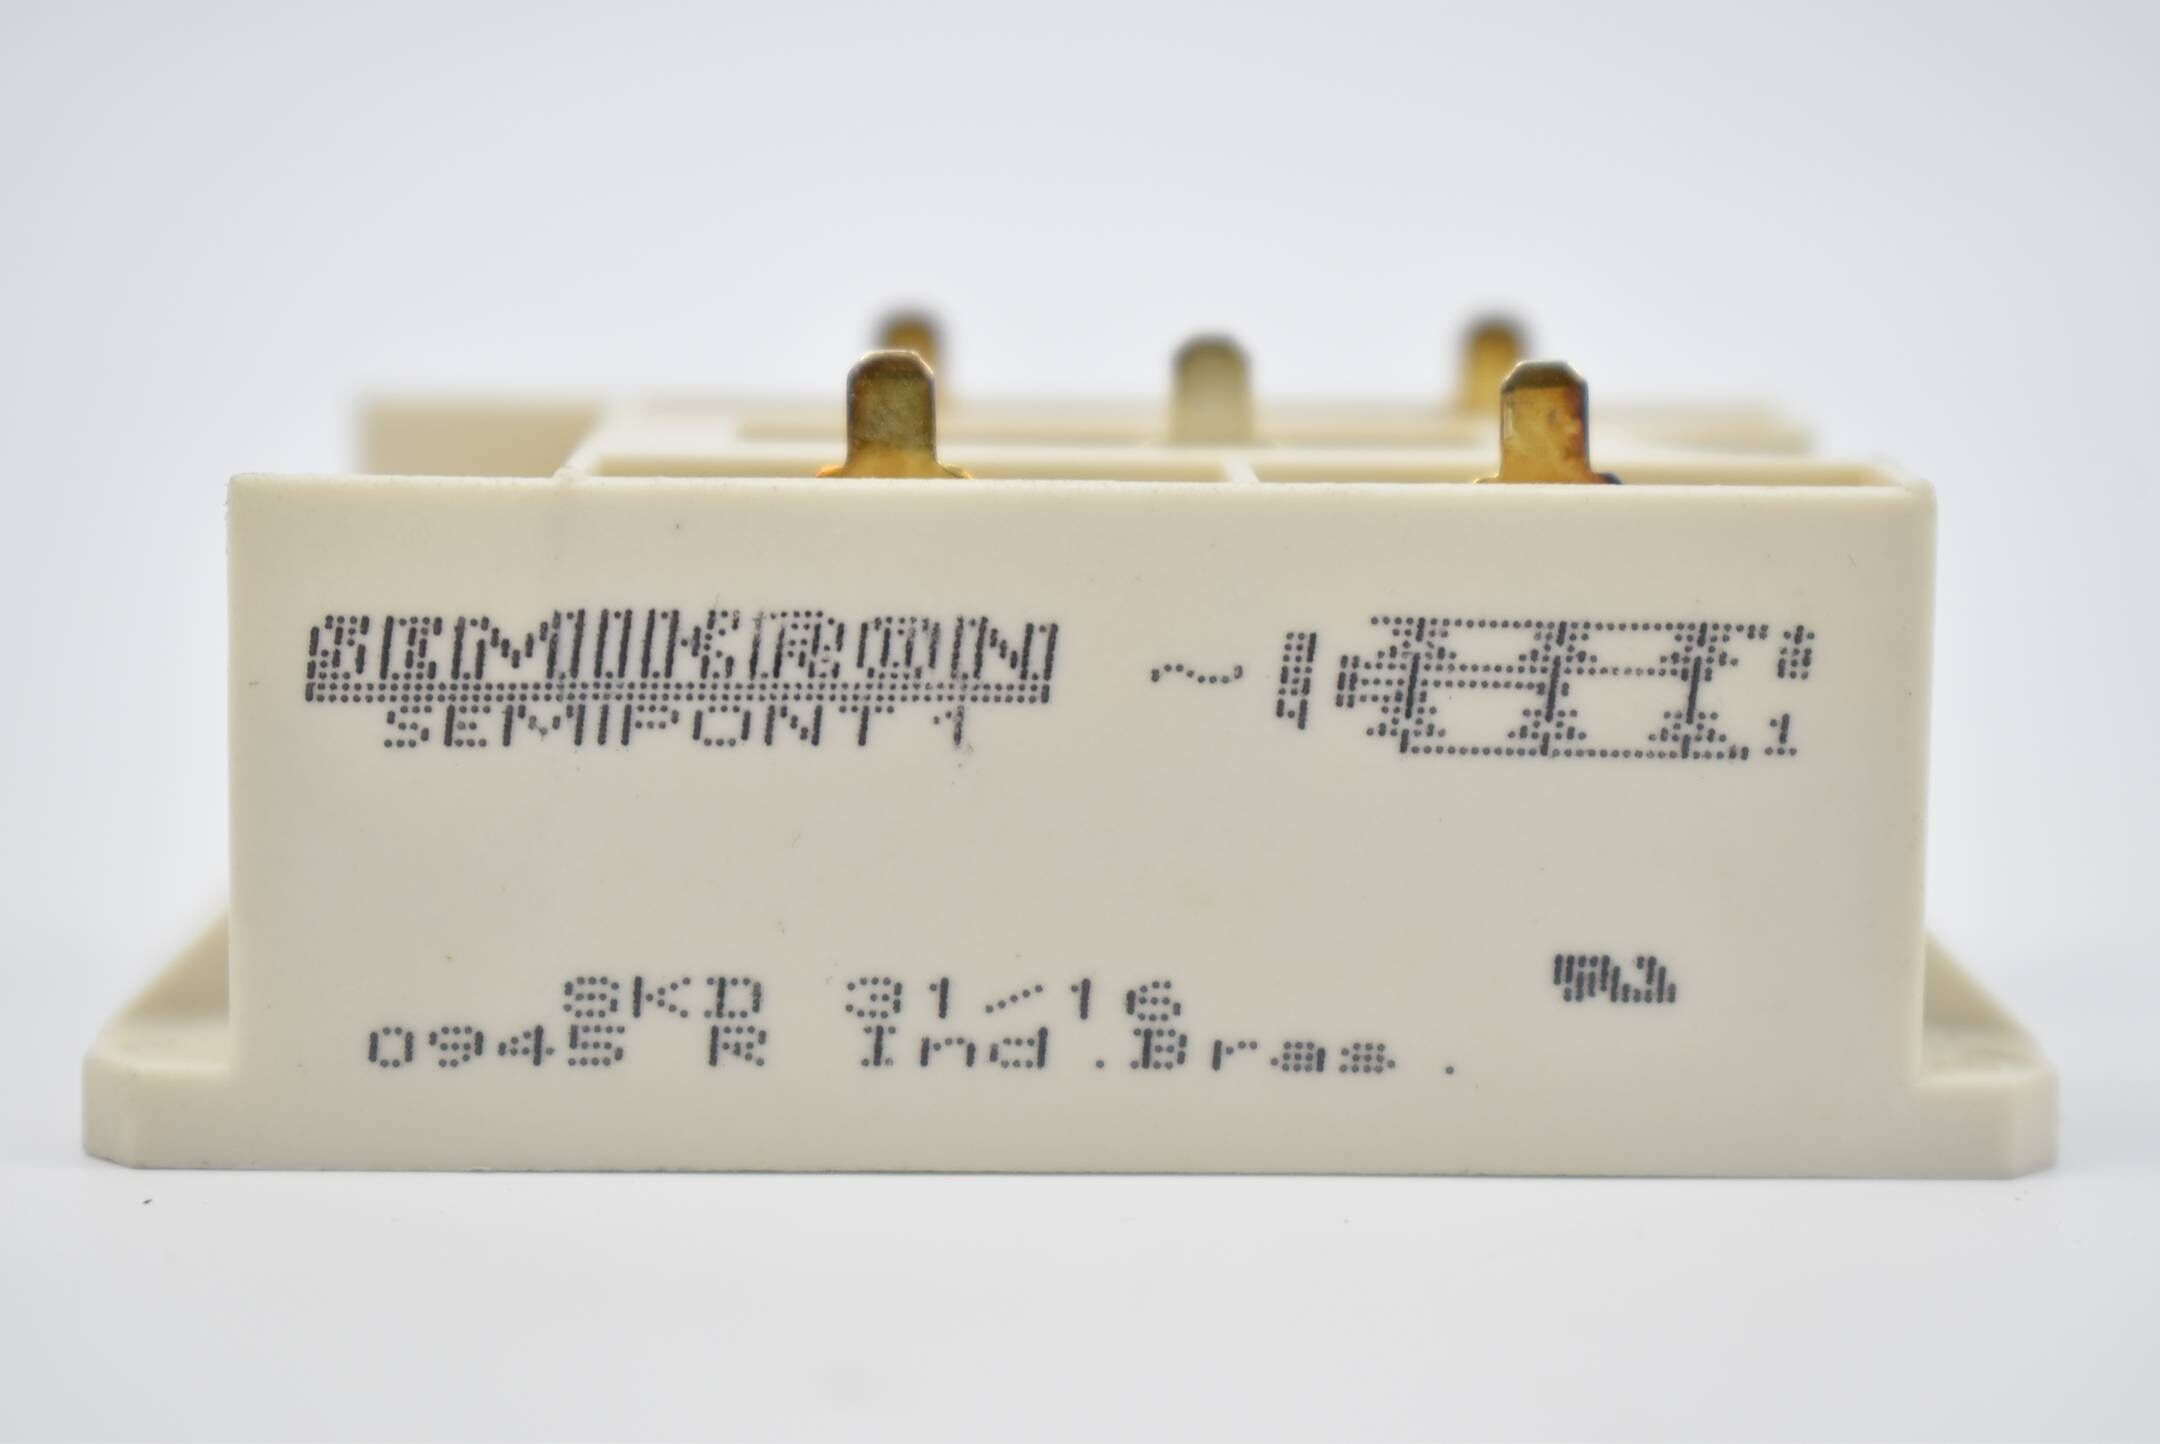 SEMIKRON
SEMIPONT 1
~
SKD 31/16
0945 R Ind.Bras.